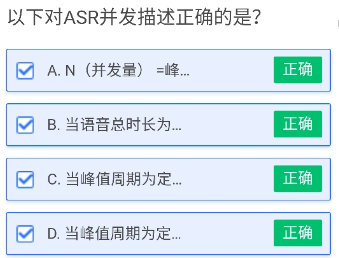 以下对ASR并发描述正确的是?
A. N（并发量） =峰... 正确
B. 当语音总时长为... 正确
C. 当峰值周期为定... 正确
D. 当峰值周期为定... 正确